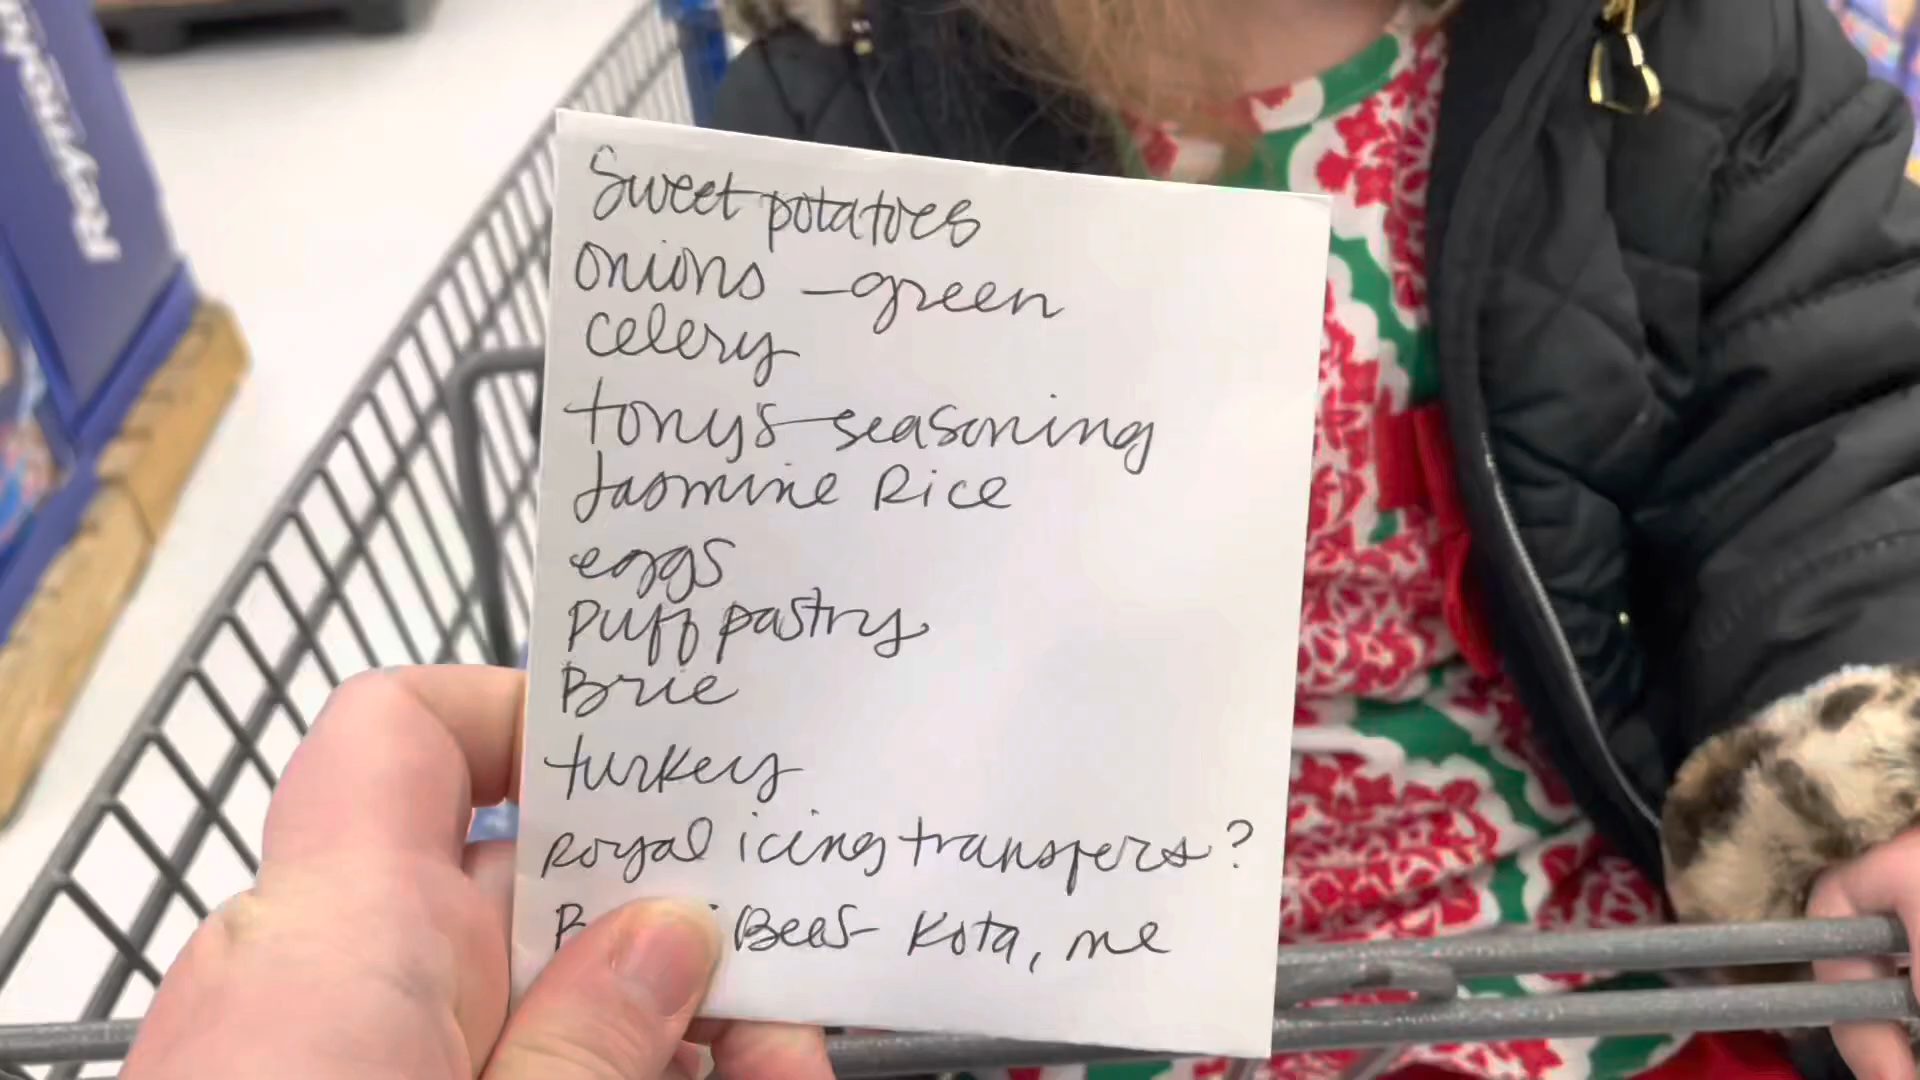 Reynolds
Sweet potatoes
onions - green
celery
tony's seasoning
Jasmine Rice
eggs
Puff pastry
Brie
turkey
royal icing transfers?
Bees - Kota, me